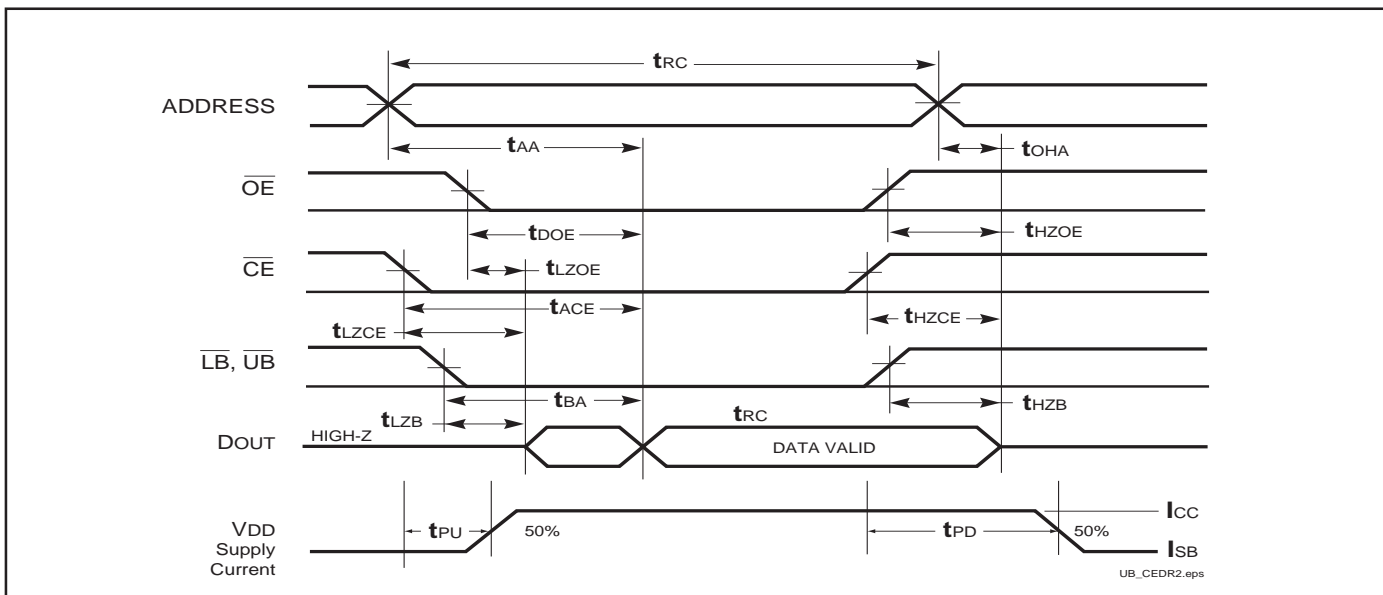 tRC
ADDRESS
tAA
tOHA
OE
tDOE
tHZOE
CE
tLZOE
tACE
tHZCE
tLZCE
LB, UB
tBA
tRC
tHZB
tLZB
DOUT
HIGH-Z
DATA VALID
ICC
tPU
50%
tPD
50%
VDD
Supply
Current
ISB
UB_CEDR2.eps